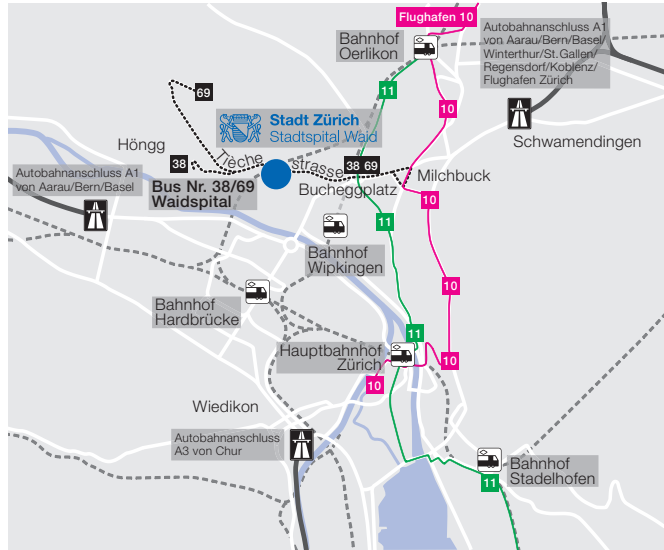 Flughafen 10
Bahnhof
Oerlikon
Autobahnanschluss A1
von Aarau/Bern/Basel/
Winterthur/St. Gallen/
Regensdorf/Koblenz/
Flughafen Zürich
11
69
10
Stadt Zürich
Stadtspital Waid
Schwamendingen
Höngg
38
Tièche
strasse
38 69
Milchbuck
Autobahnanschluss A1
von Aarau/Bern/Basel
Bus Nr. 38/69
Waidspital
Bucheggplatz
10
11
Bahnhof
Wipkingen
Bahnhof
Hardbrücke
10
11
Hauptbahnhof
Zürich
10
10
Wiedikon
Autobahnanschluss
A3 von Chur
Bahnhof
Stadelhofen
11